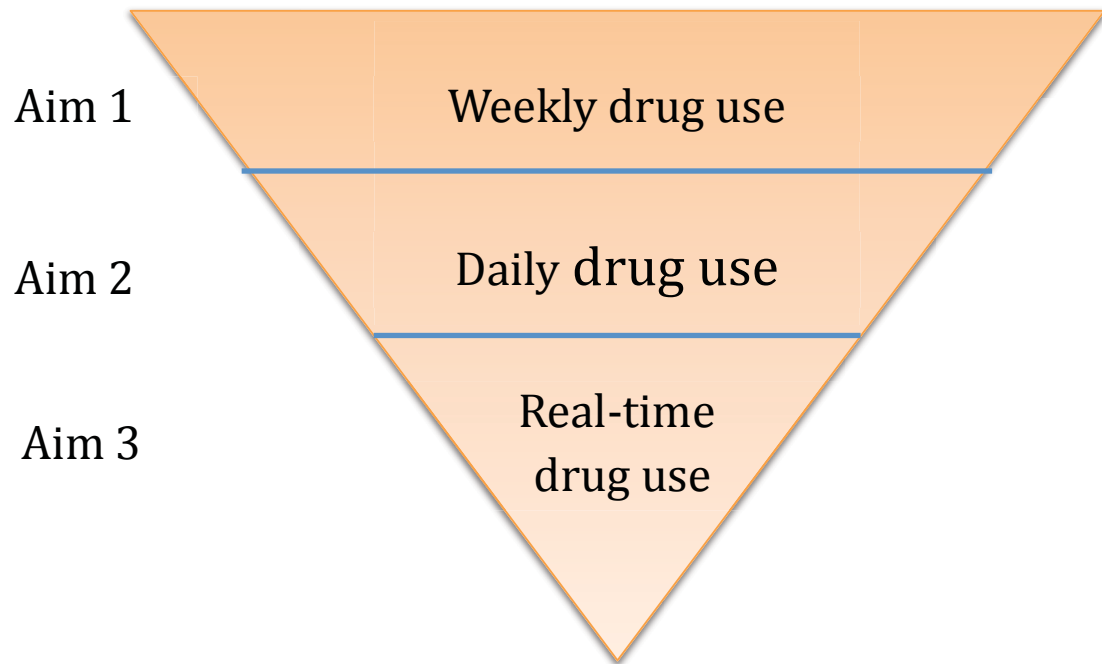 Aim 1
Weekly drug use
Aim 2
Daily drug use
Aim 3
Real-time
drug use